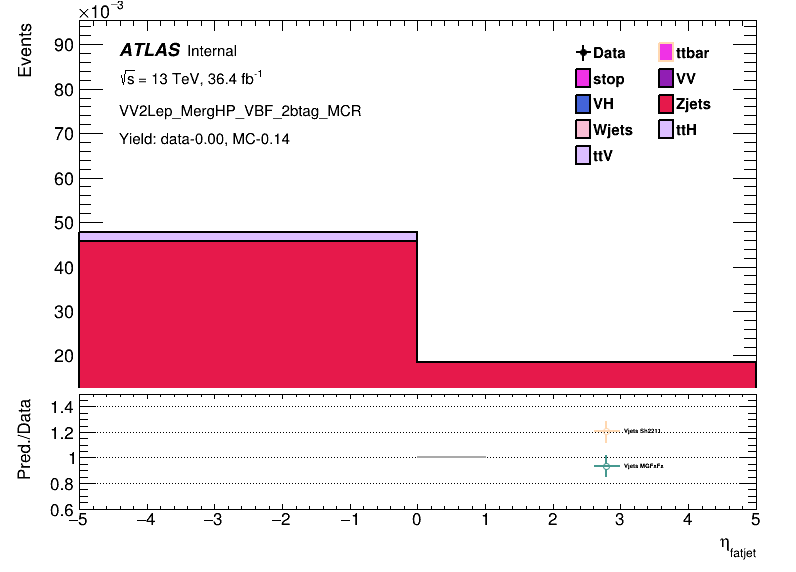 ×10⁻³
Events
90
80
70
60
50
40
30
20
ATLAS Internal
√s = 13 TeV, 36.4 fb⁻¹
VV2Lep_MergHP_VBF_2btag_MCR
Yield: data-0.00, MC-0.14
Data ttbar
stop VV
VH Zjets
Wjets ttH
ttV
Pred./Data
1.4
1.2
1
0.8
0.6
Vjets Sh2211
Vjets MGFxFx
−5 −4 −3 −2 −1 0 1 2 3 4 5
η_fatjet